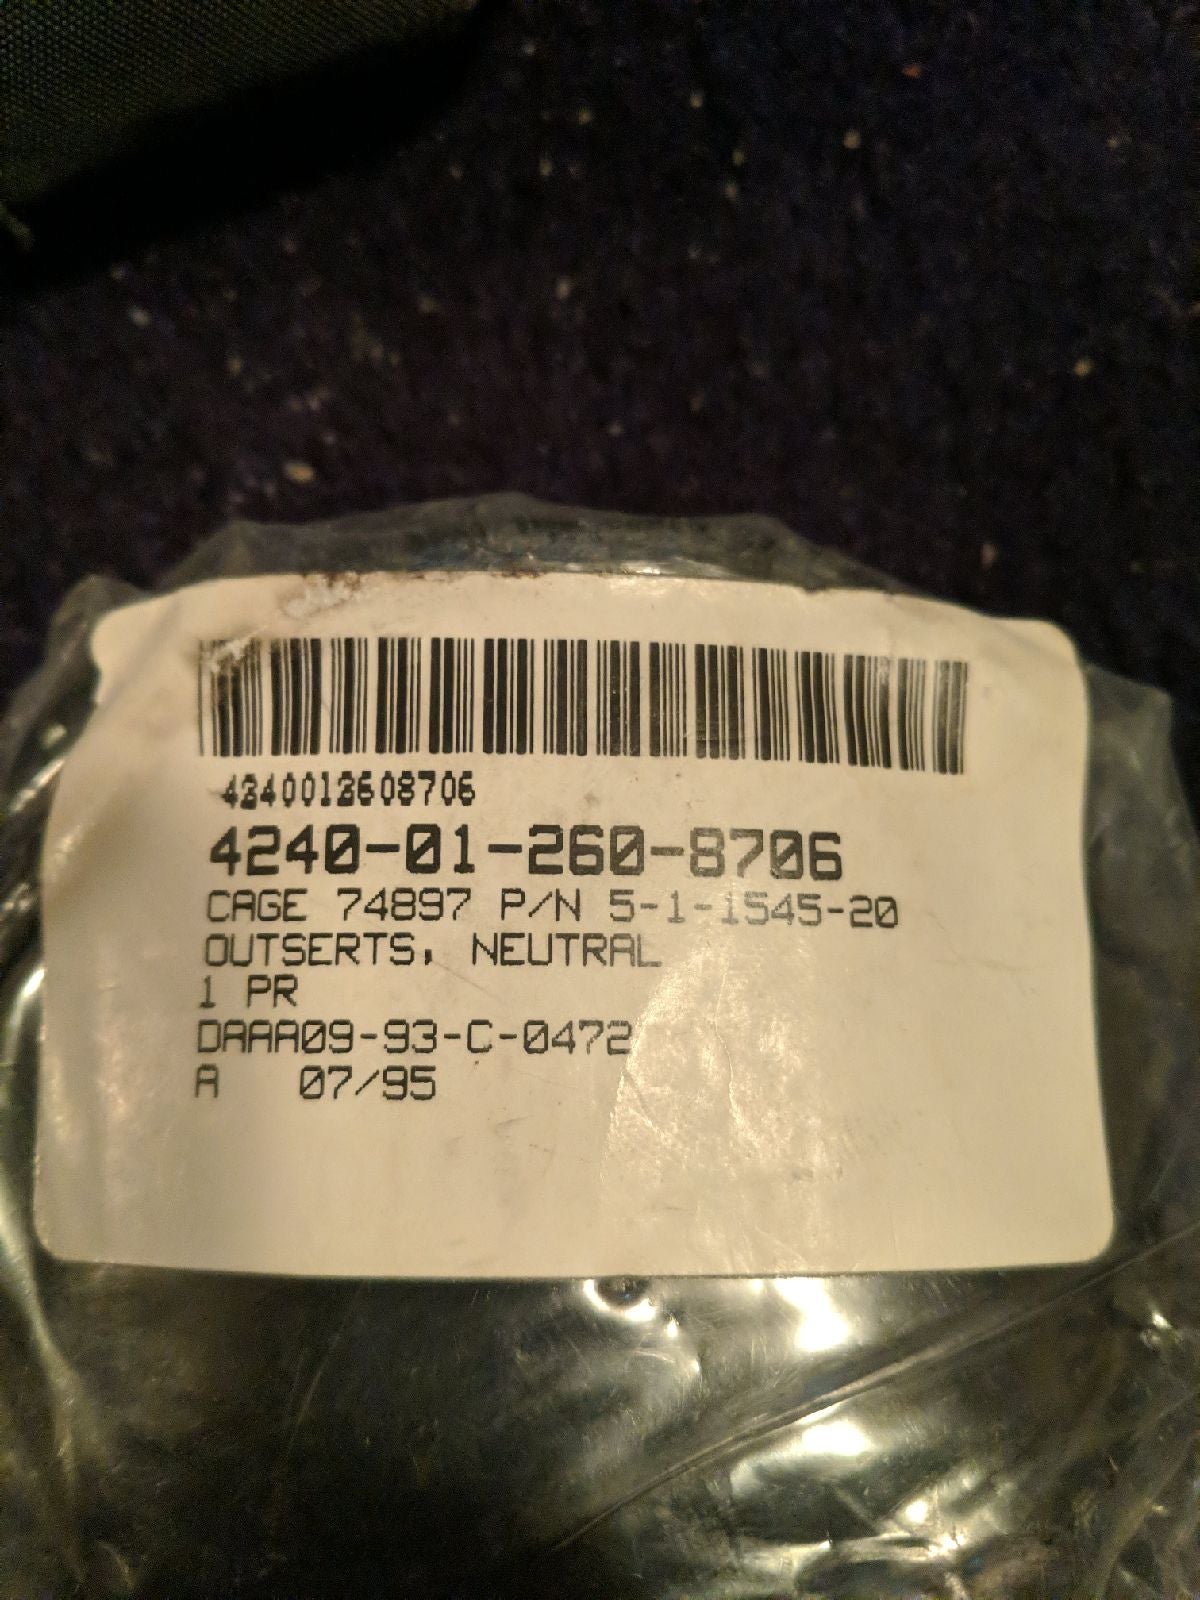 4240012608706
4240-01-260-8706
CAGE 74897 P/N 5-1-1545-20
OUTSERTS, NEUTRAL
1 PR
DAAA09-93-C-0472
A 07/95